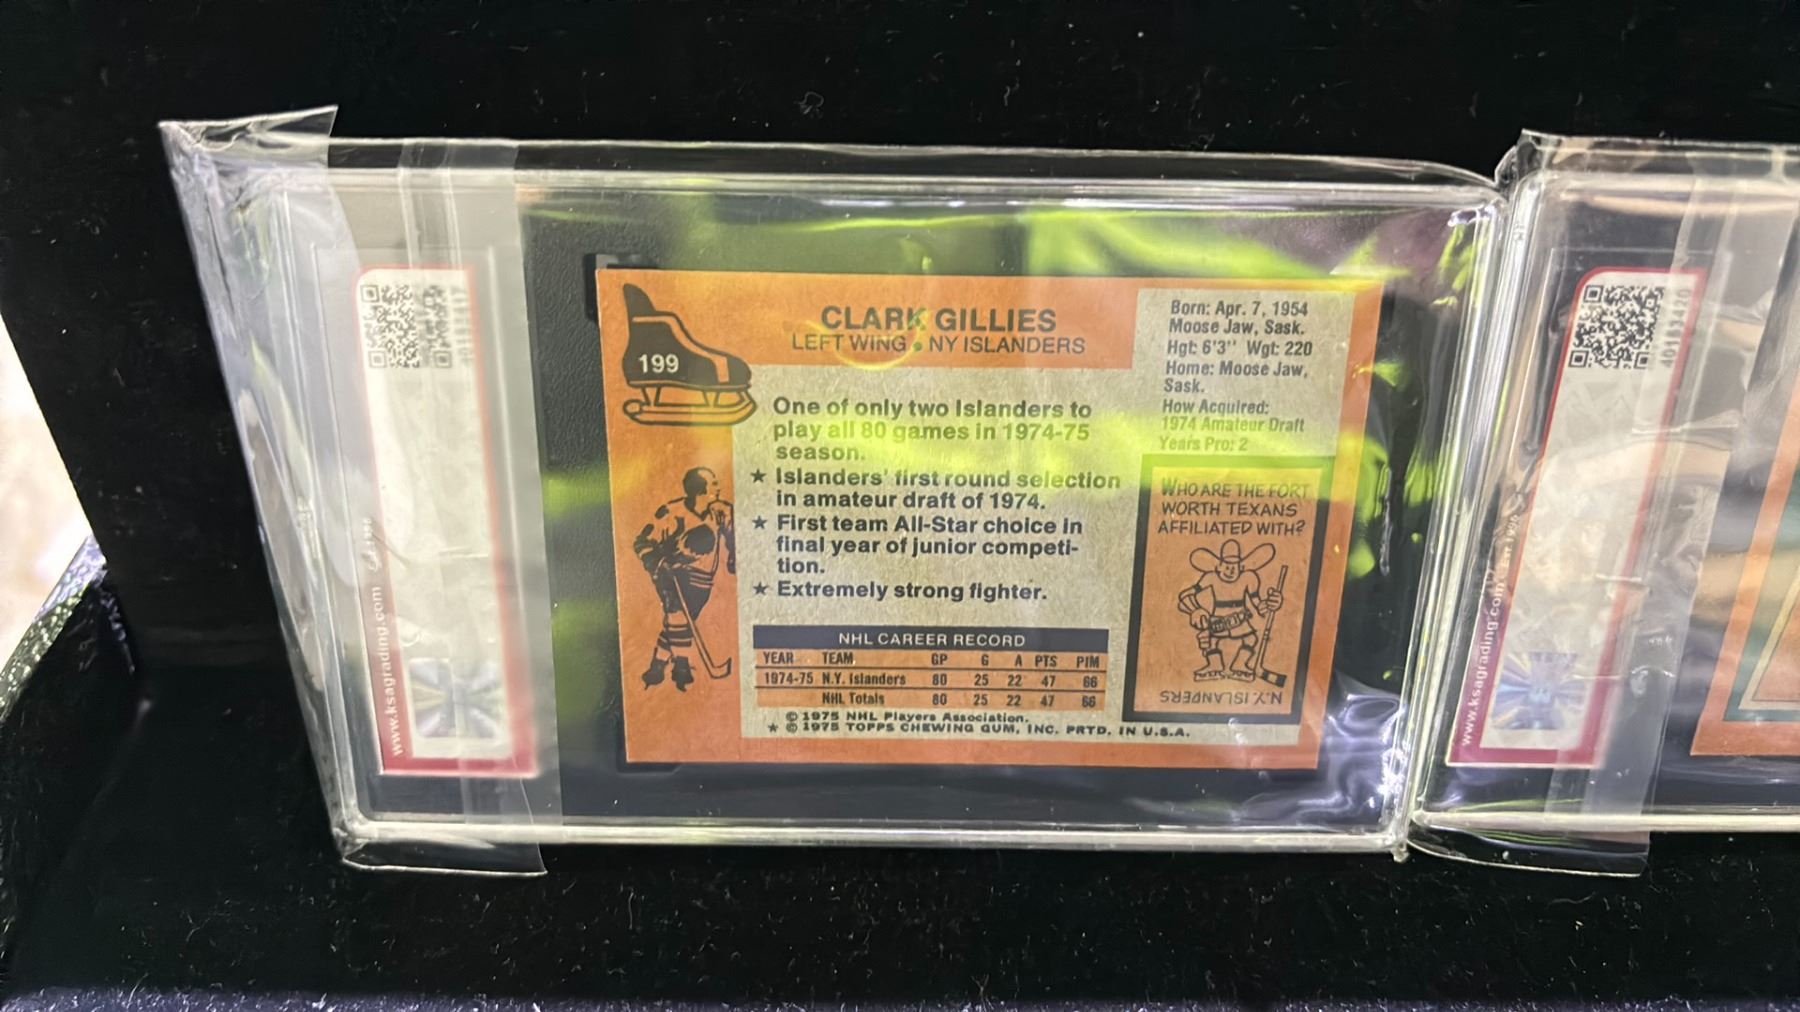 199
CLARK GILLIES
LEFT WING • NY ISLANDERS
One of only two Islanders to
play all 80 games in 1974-75
season.
★ Islanders' first round selection
in amateur draft of 1974.
★ First team All-Star choice in
final year of junior competi-
tion.
★ Extremely strong fighter.
NHL CAREER RECORD
YEAR TEAM GP G A PTS PIM
1974-75 N.Y. Islanders 80 25 22 47 66
NHL Totals 80 25 22 47 66
© 1975 NHL Players Association.
★ © 1975 TOPPS CHEWING GUM, INC. PRTD. IN U.S.A.
Born: Apr. 7, 1954
Moose Jaw, Sask.
Hgt: 6'3" Wgt: 220
Home: Moose Jaw,
Sask.
How Acquired:
1974 Amateur Draft
Years Pro: 2
WHO ARE THE FORT
WORTH TEXANS
AFFILIATED WITH?
N.Y. ISLANDERS
www.ksagrading.com
www.ksagrading.com